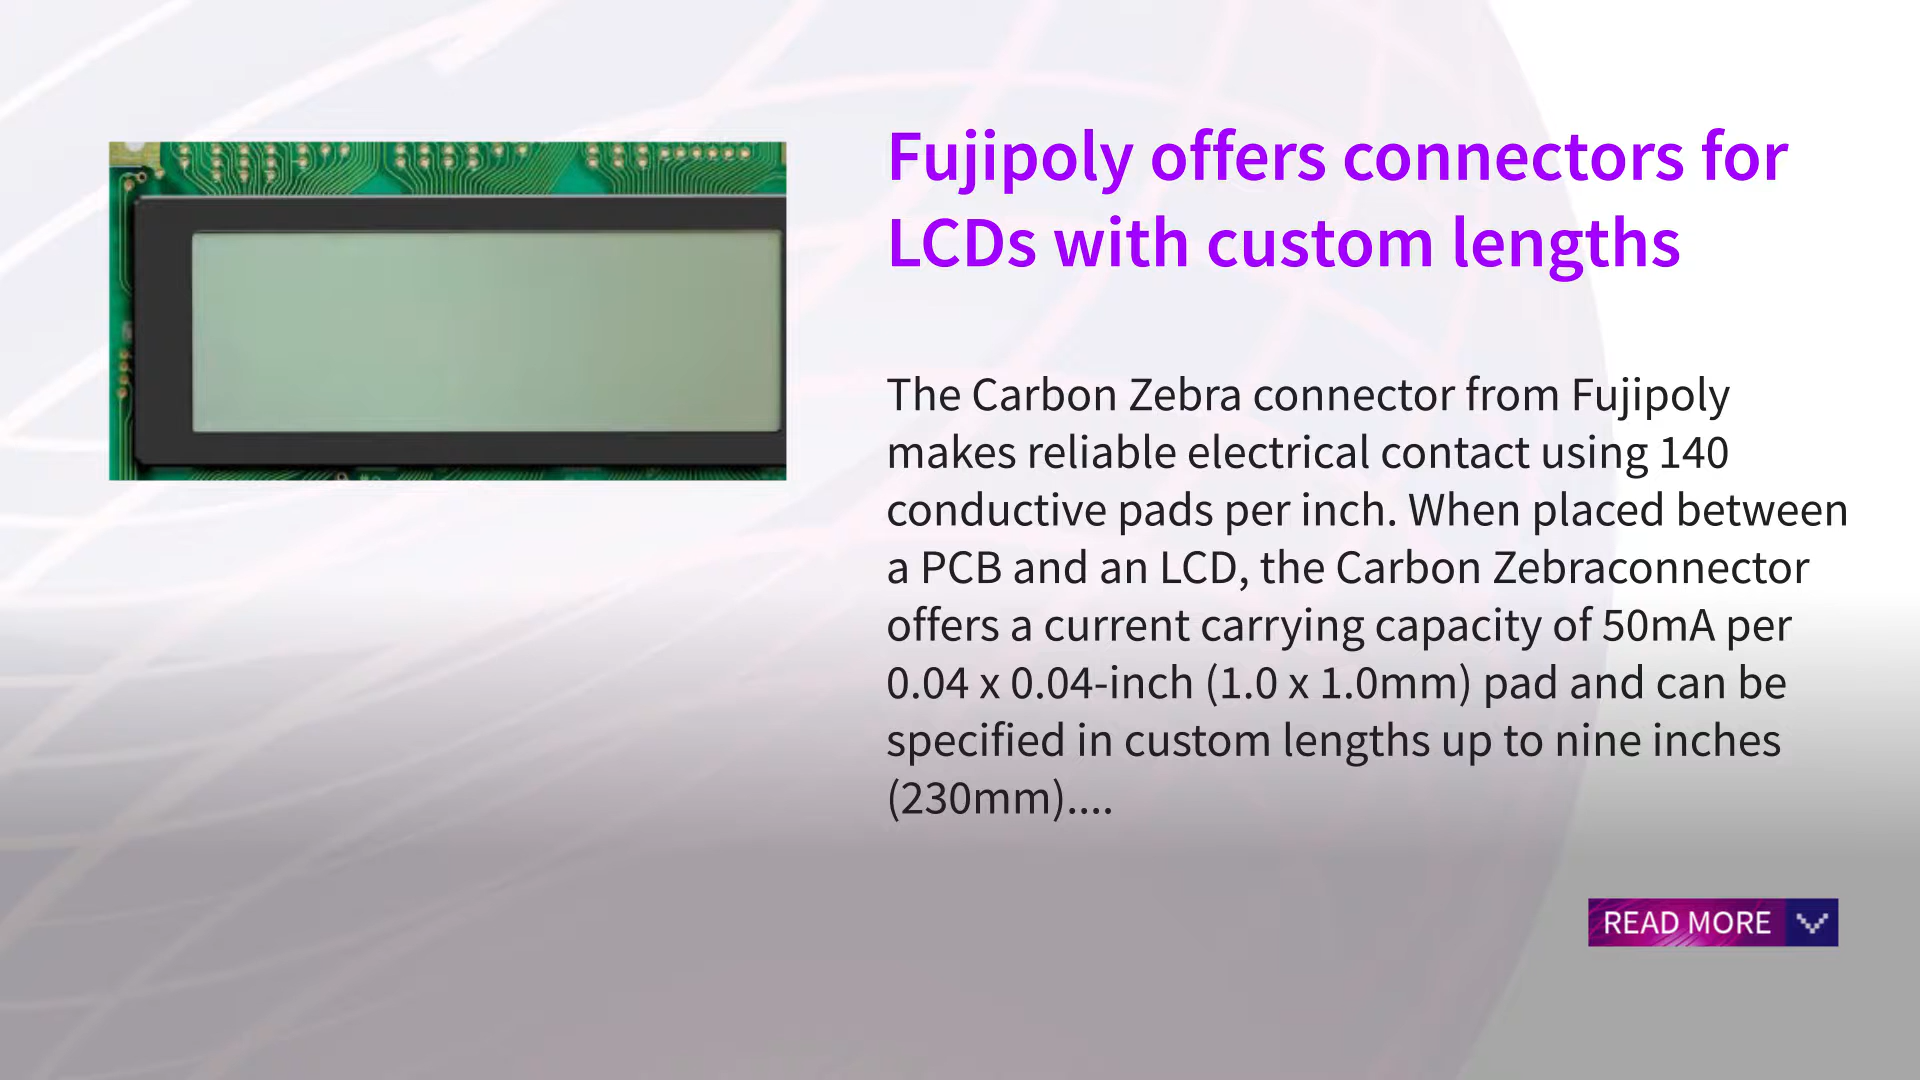 Fujipoly offers connectors for
LCDs with custom lengths
The Carbon Zebra connector from Fujipoly
makes reliable electrical contact using 140
conductive pads per inch. When placed between
a PCB and an LCD, the Carbon Zebraconnector
offers a current carrying capacity of 50mA per
0.04 x 0.04-inch (1.0 x 1.0mm) pad and can be
specified in custom lengths up to nine inches
(230mm)....
READ MORE